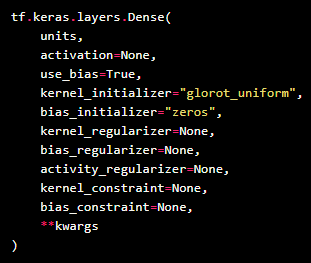 tf.keras.layers.Dense(
    units,
    activation=None,
    use_bias=True,
    kernel_initializer="glorot_uniform",
    bias_initializer="zeros",
    kernel_regularizer=None,
    bias_regularizer=None,
    activity_regularizer=None,
    kernel_constraint=None,
    bias_constraint=None,
    **kwargs
)